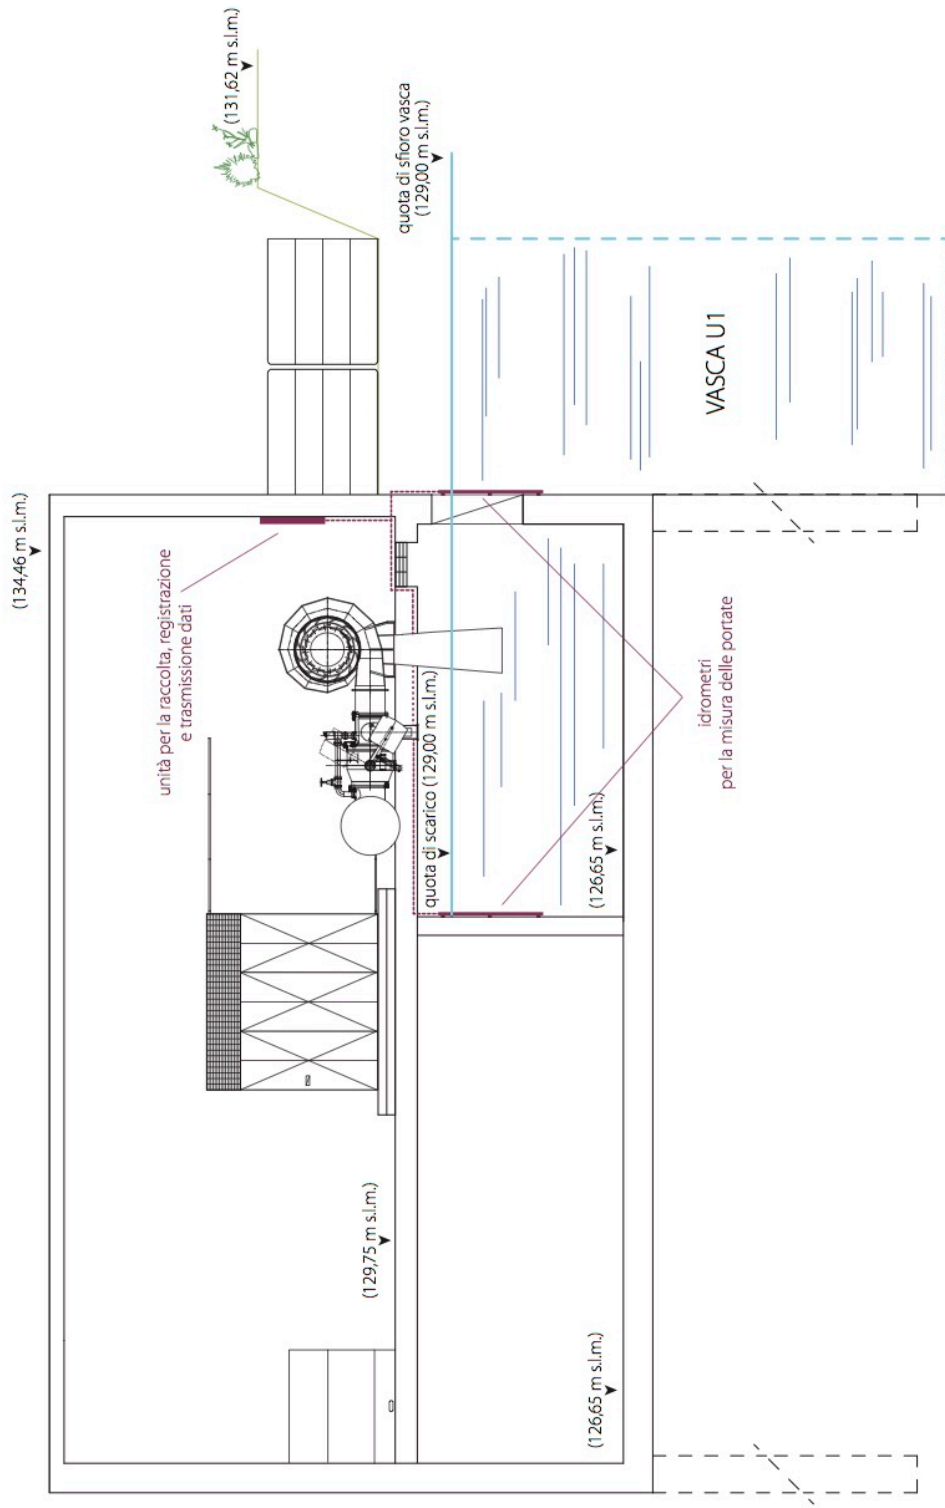 (134,46 m s.l.m.)
(131,62 m s.l.m.)
unità per la raccolta, registrazione
e trasmissione dati
quota di sfioro vasca
(129,00 m s.l.m.)
(129,75 m s.l.m.)
quota di scarico (129,00 m s.l.m.)
(126,65 m s.l.m.)
(126,65 m s.l.m.)
VASCA U1
idrometri
per la misura delle portate